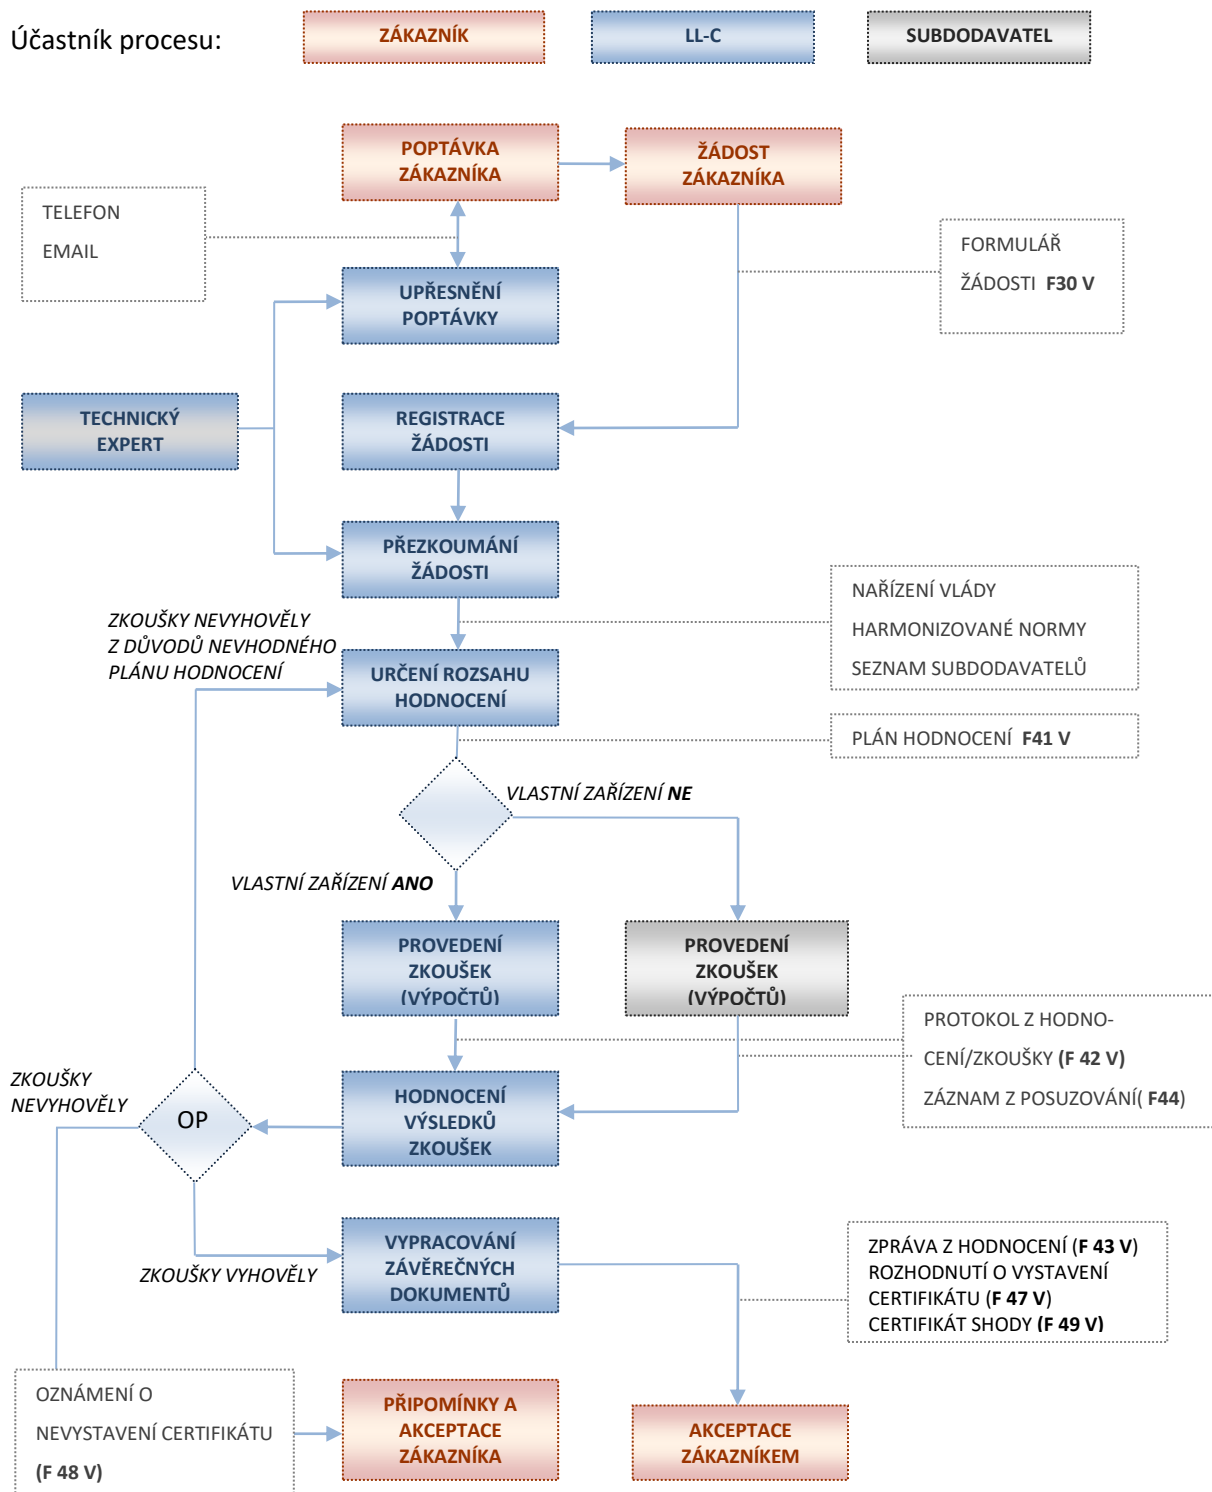 Účastník procesu:
ZÁKAZNÍK
LL-C
SUBDODAVATEL
POPTÁVKA
ZÁKAZNÍKA
ŽÁDOST
ZÁKAZNÍKA
TELEFON
EMAIL
FORMULÁŘ
ŽÁDOSTI F30 V
UPŘESNĚNÍ
POPTÁVKY
TECHNICKÝ
EXPERT
REGISTRACE
ŽÁDOSTI
PŘEZKOUMÁNÍ
ŽÁDOSTI
NAŘÍZENÍ VLÁDY
HARMONIZOVANÉ NORMY
SEZNAM SUBDODAVATELŮ
ZKOUŠKY NEVYHOVĚLY
Z DŮVODŮ NEVHODNÉHO
PLÁNU HODNOCENÍ
URČENÍ ROZSAHU
HODNOCENÍ
PLÁN HODNOCENÍ F41 V
VLASTNÍ ZAŘÍZENÍ NE
VLASTNÍ ZAŘÍZENÍ ANO
PROVEDENÍ
ZKOUŠEK
(VÝPOČTŮ)
PROVEDENÍ
ZKOUŠEK
(VÝPOČTŮ)
PROTOKOL Z HODNO-
CENÍ/ZKOUŠKY (F 42 V)
ZÁZNAM Z POSUZOVÁNÍ( F44)
ZKOUŠKY
NEVYHOVĚLY
OP
HODNOCENÍ
VÝSLEDKŮ
ZKOUŠEK
ZKOUŠKY VYHOVĚLY
VYPRACOVÁNÍ
ZÁVĚREČNÝCH
DOKUMENTŮ
ZPRÁVA Z HODNOCENÍ (F 43 V)
ROZHODNUTÍ O VYSTAVENÍ
CERTIFIKÁTU (F 47 V)
CERTIFIKÁT SHODY (F 49 V)
OZNÁMENÍ O
NEVYSTAVENÍ CERTIFIKÁTU
(F 48 V)
PŘIPOMÍNKY A
AKCEPTACE
ZÁKAZNÍKA
AKCEPTACE
ZÁKAZNÍKEM